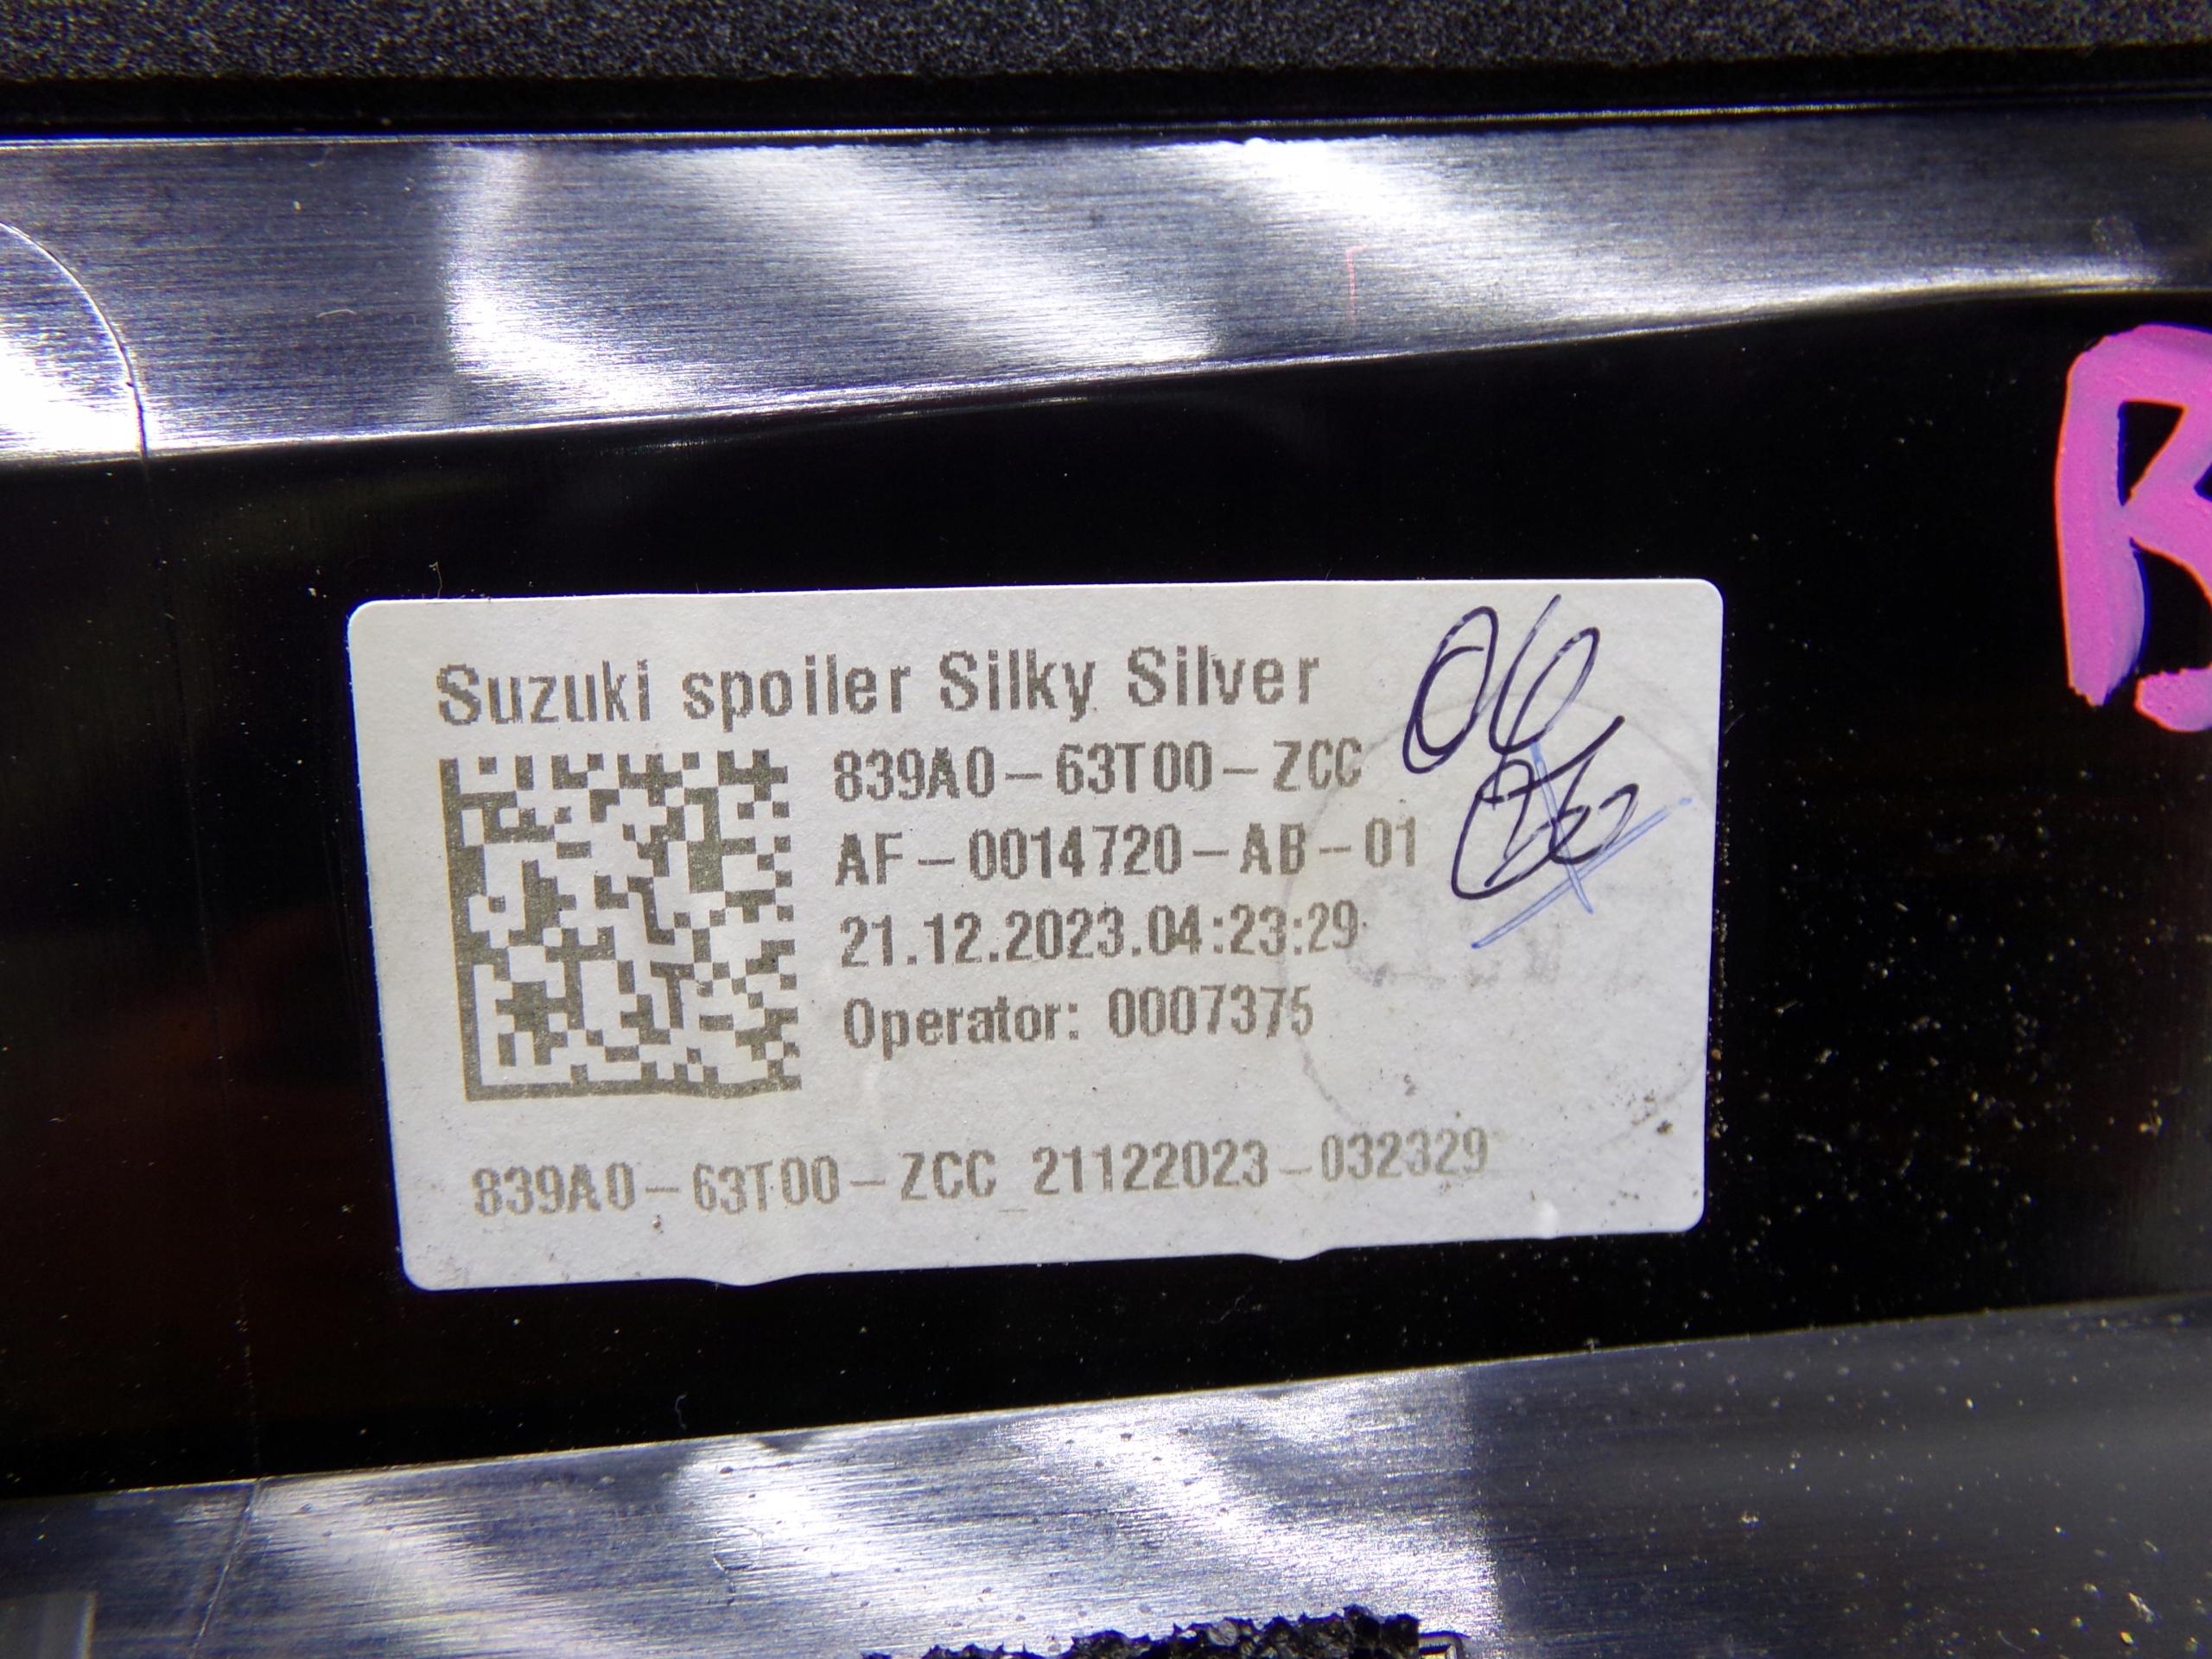 Suzuki spoiler Silky Silver
839A0-63T00-ZCC
AF-0014720-AB-01
21.12.2023.04:23:29
Operator: 0007375
839A0-63T00-ZCC_21122023-032329
06